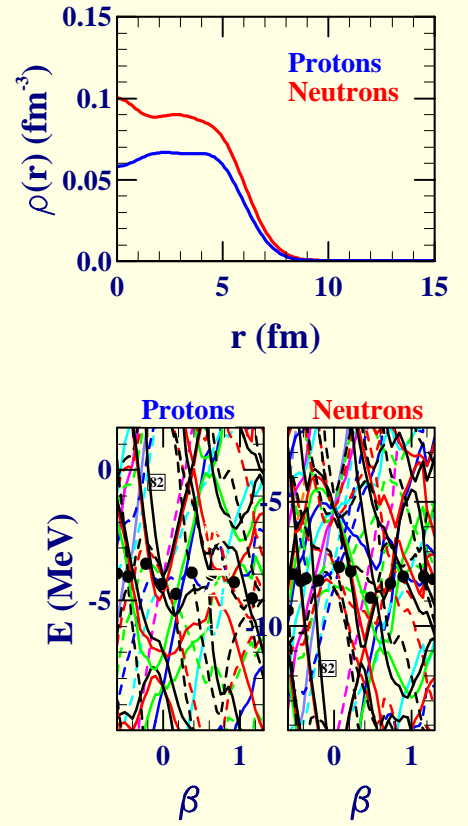 0.15
Protons
Neutrons
0.1
0.05
0.0
ρ(r) (fm-3)
0 5 10 15
r (fm)
Protons Neutrons
0
-5
E (MeV)
82
-5
-10
82
0 1 0 1
β β